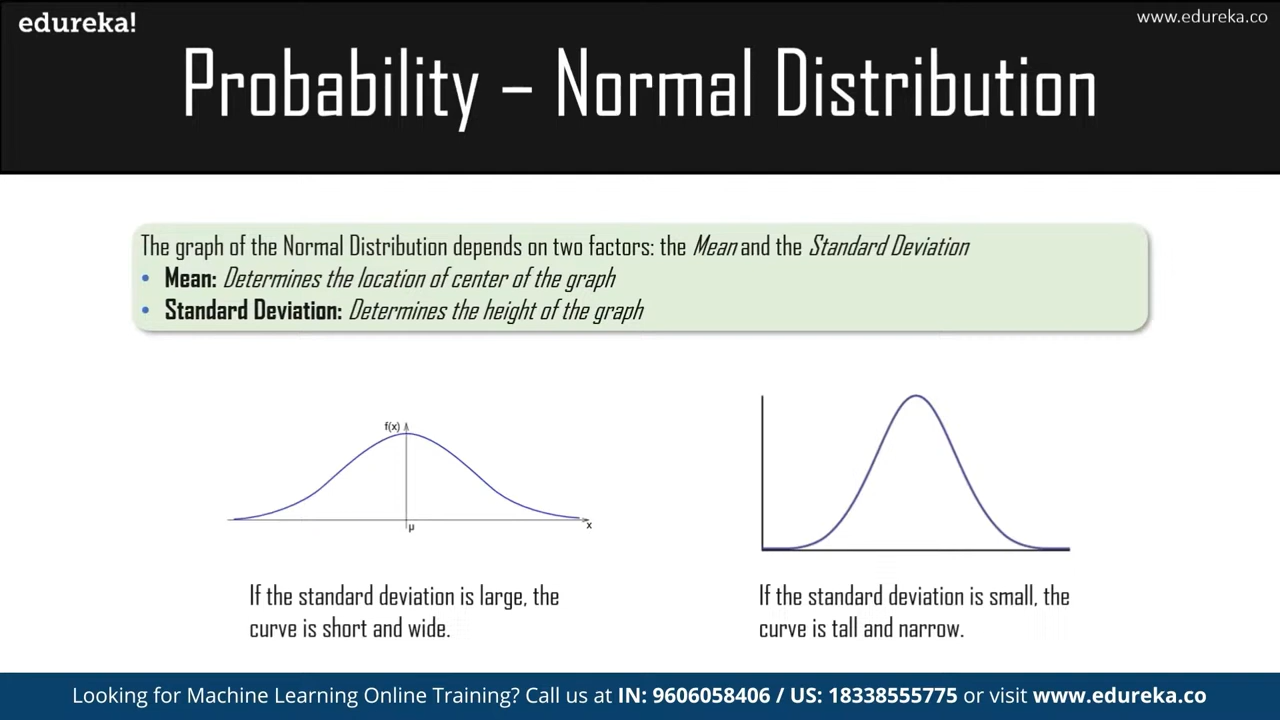 edureka!
www.edureka.co
Probability – Normal Distribution
The graph of the Normal Distribution depends on two factors: the Mean and the Standard Deviation
• Mean: Determines the location of center of the graph
• Standard Deviation: Determines the height of the graph
f(x)
μ
x
If the standard deviation is large, the
curve is short and wide.
If the standard deviation is small, the
curve is tall and narrow.
Looking for Machine Learning Online Training? Call us at IN: 9606058406 / US: 18338555775 or visit www.edureka.co